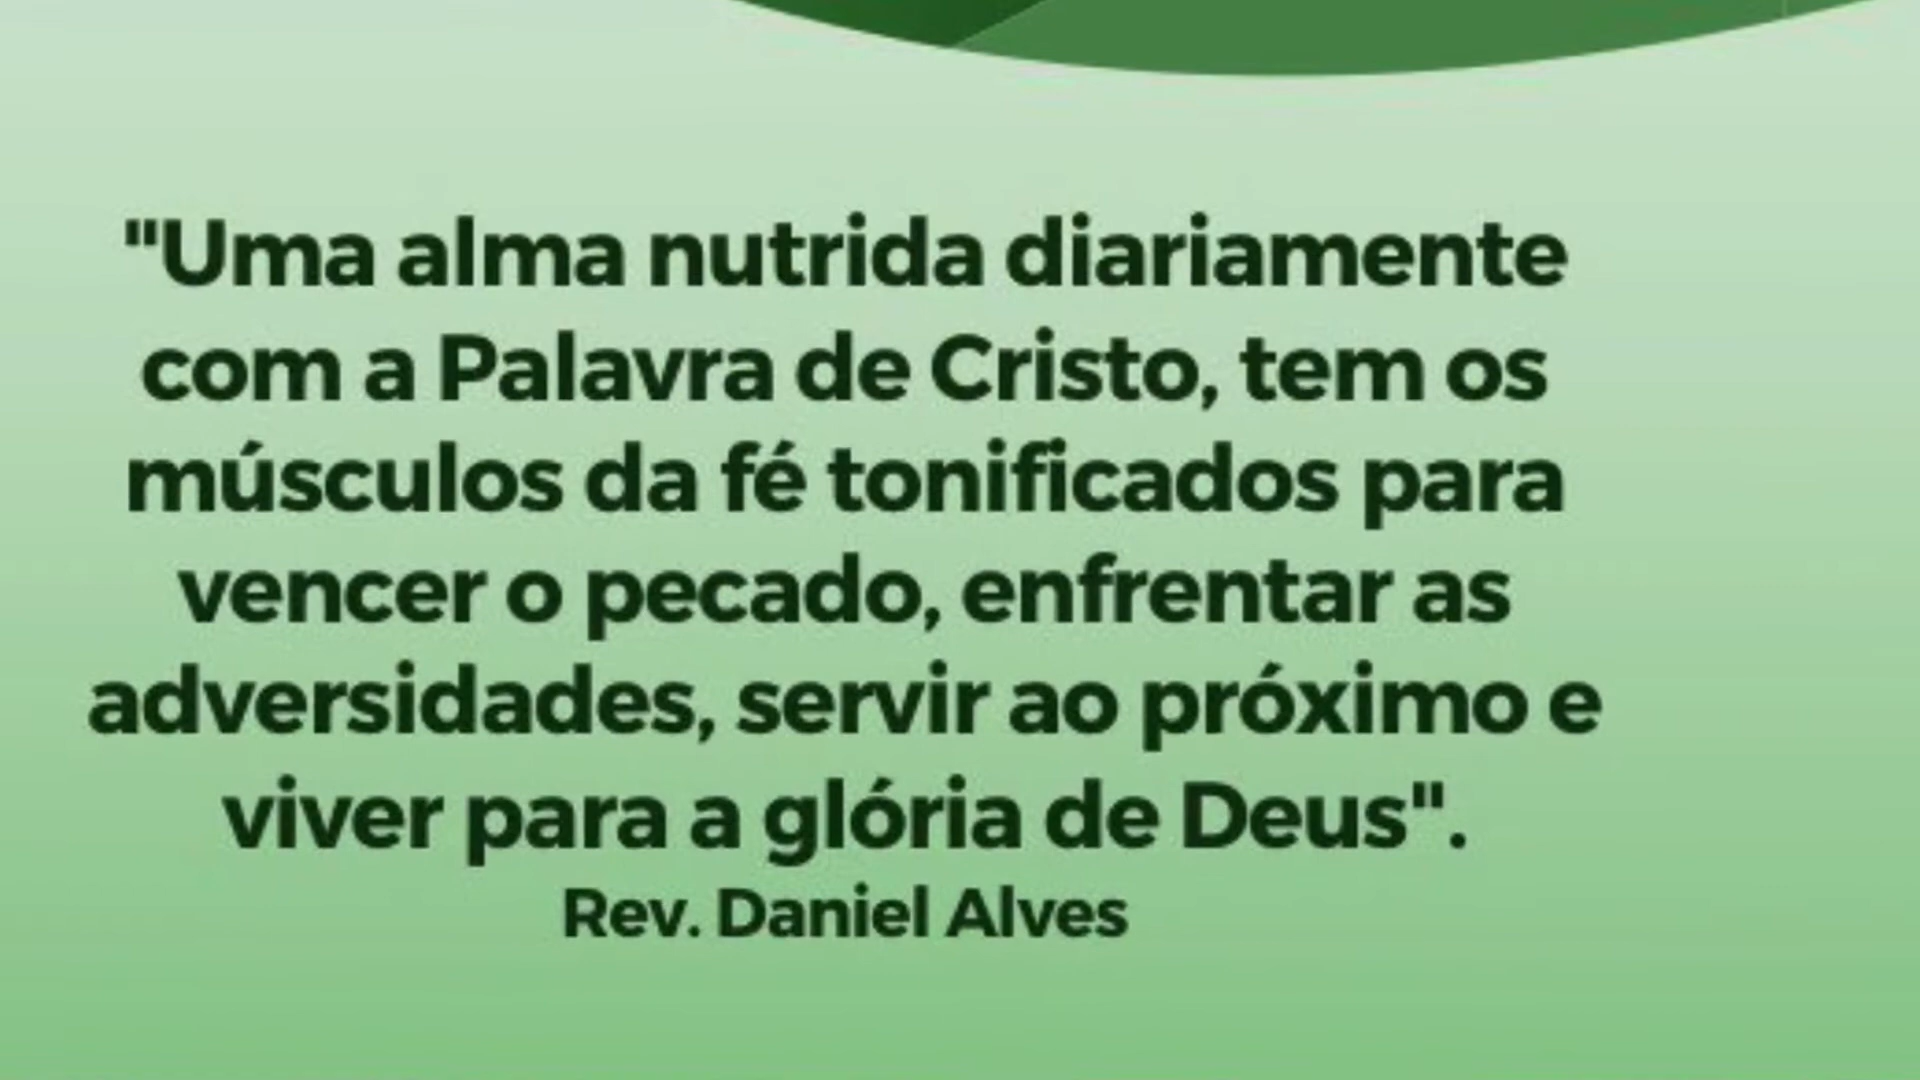 "Uma alma nutrida diariamente
com a Palavra de Cristo, tem os
músculos da fé tonificados para
vencer o pecado, enfrentar as
adversidades, servir ao próximo e
viver para a glória de Deus".
Rev. Daniel Alves